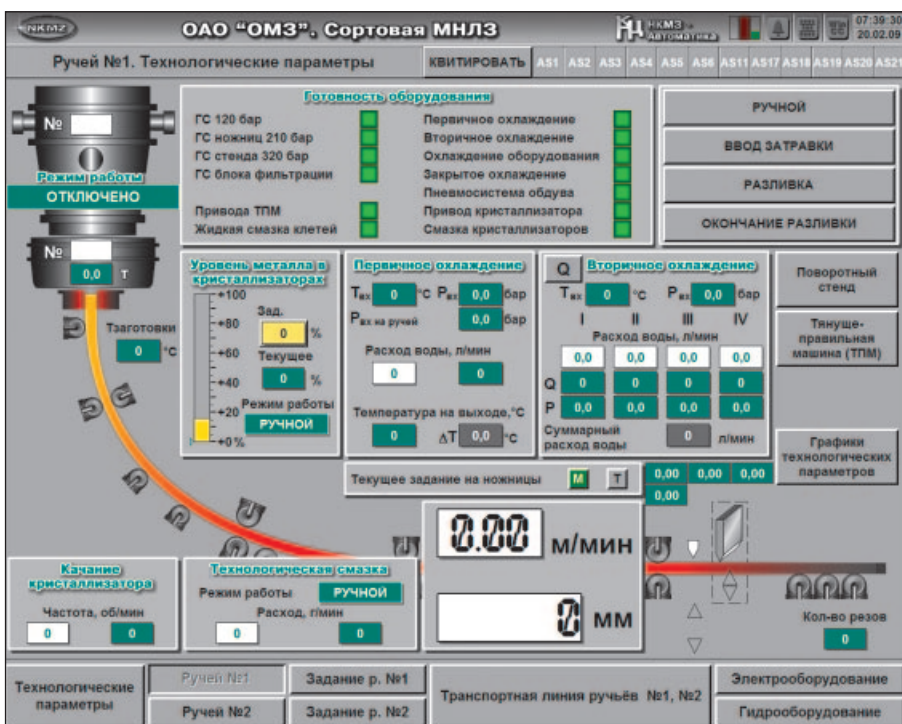 NKMZ
ОАО “ОМЗ”. Сортовая МНЛЗ
НКМЗ -
Автоматика
07:39:30
20.02.09
Ручей №1. Технологические параметры
КВИТИРОВАТЬ
AS1 AS2 AS3 AS4 AS5 AS6 AS11 AS17 AS18 AS19 AS20 AS21
№
Режим работы
ОТКЛЮЧЕНО
№
0,0 Т
Готовность оборудования
ГС 120 бар
ГС ножниц 210 бар
ГС стенда 320 бар
ГС блока фильтрации
Привода ТПМ
Жидкая смазка клетей
Первичное охлаждение
Вторичное охлаждение
Охлаждение оборудования
Закрытое охлаждение
Пневмосистема обдува
Привод кристаллизатора
Смазка кристаллизаторов
РУЧНОЙ
ВВОД ЗАТРАВКИ
РАЗЛИВКА
ОКОНЧАНИЕ РАЗЛИВКИ
Тзаготовки
0 °C
Уровень металла в
кристаллизаторах
+100
+80
+60
+40
+20
+0%
Зад.
0 %
Текущее
0 %
Режим работы
РУЧНОЙ
Первичное охлаждение
Твх 0 °C Рвх 0,0 бар
Рвх на ручей 0,0 бар
Расход воды, л/мин
0 0
Температура на выходе,°C
0 ΔT 0,0 °C
Q Вторичное охлаждение
Твх 0 °C Рвх 0,0 бар
I II III IV
Расход воды, л/мин
0,0 0,0 0,0 0,0
Q 0 0 0 0
P 0,0 0,0 0,0 0,0
Суммарный
расход воды
0 л/мин
Поворотный
стенд
Тянуще-
правильная
машина (ТПМ)
Графики
технологических
параметров
Текущее задание на ножницы M T
0,00 0,00 0,00
0,00
0.00 м/мин
0 мм
Качание
кристаллизатора
Частота, об/мин
0 0
Технологическая смазка
Режим работы РУЧНОЙ
Расход, г/мин
0 0
Кол-во резов
0
Технологические
параметры
Ручей №1
Ручей №2
Задание р. №1
Задание р. №2
Транспортная линия ручьёв №1, №2
Электрооборудование
Гидрооборудование